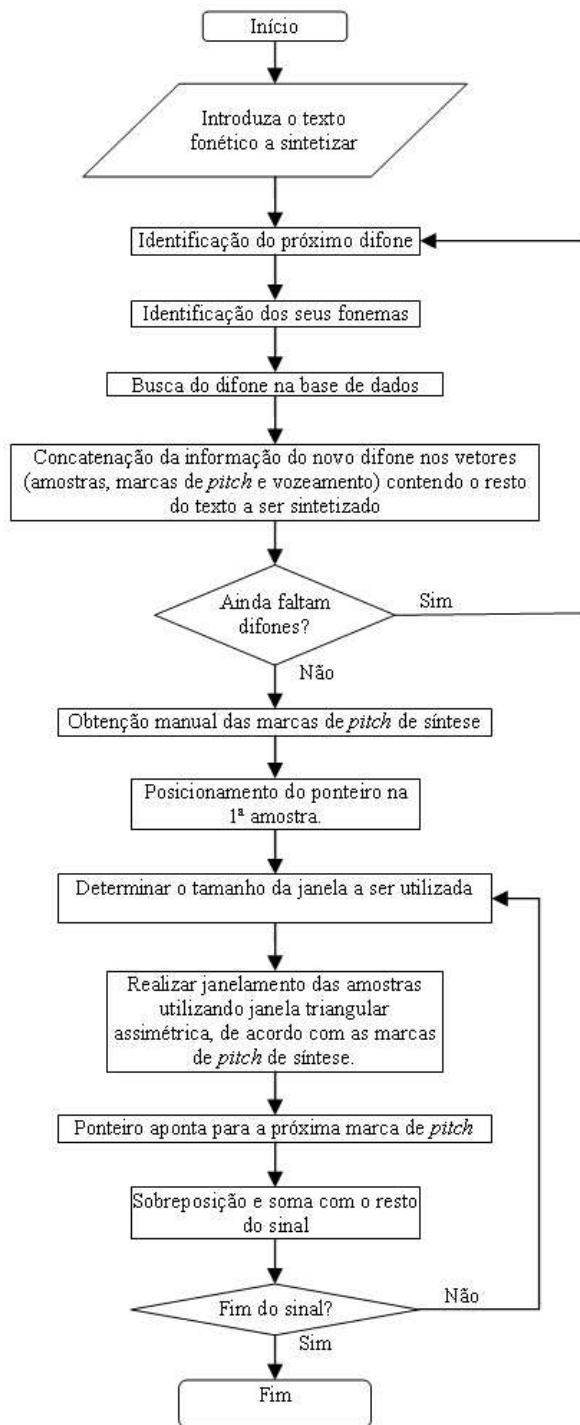 Início
Introduza o texto
fonético a sintetizar
Identificação do próximo difone
Identificação dos seus fonemas
Busca do difone na base de dados
Concatenação da informação do novo difone nos vetores
(amostras, marcas de pitch e vozeamento) contendo o resto
do texto a ser sintetizado
Ainda faltam
difones?
Sim
Não
Obtenção manual das marcas de pitch de síntese
Posicionamento do ponteiro na
1ª amostra.
Determinar o tamanho da janela a ser utilizada
Realizar janelamento das amostras
utilizando janela triangular
assimétrica, de acordo com as marcas
de pitch de síntese.
Ponteiro aponta para a próxima marca de pitch
Sobreposição e soma com o resto
do sinal
Fim do sinal?
Não
Sim
Fim